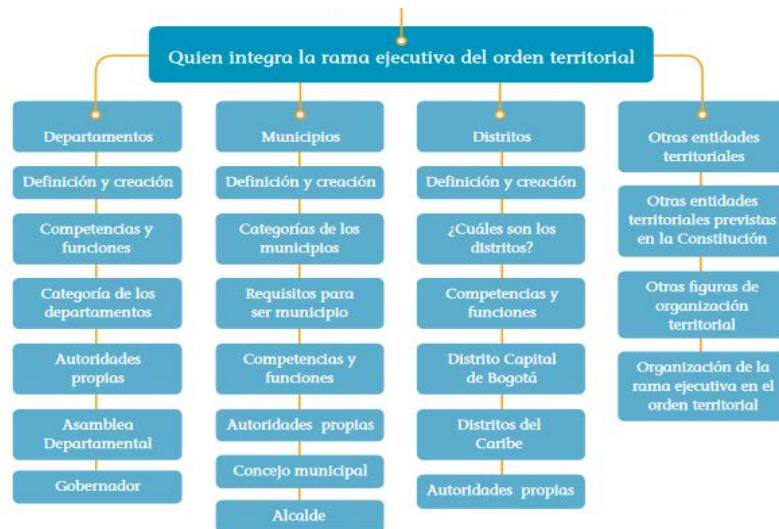 Quien integra la rama ejecutiva del orden territorial
Departamentos
Definición y creación
Competencias y
funciones
Categoría de los
departamentos
Autoridades
propias
Asamblea
Departamental
Gobernador
Municipios
Definición y creación
Categorías de los
municipios
Requisitos para
ser municipio
Competencias y
funciones
Autoridades propias
Concejo municipal
Alcalde
Distritos
Definición y creación
¿Cuáles son los
distritos?
Competencias y
funciones
Distrito Capital
de Bogotá
Distritos del
Caribe
Autoridades propias
Otras entidades
territoriales
Otras entidades
territoriales previstas
en la Constitución
Otras figuras de
organización
territorial
Organización de la
rama ejecutiva en el
orden territorial